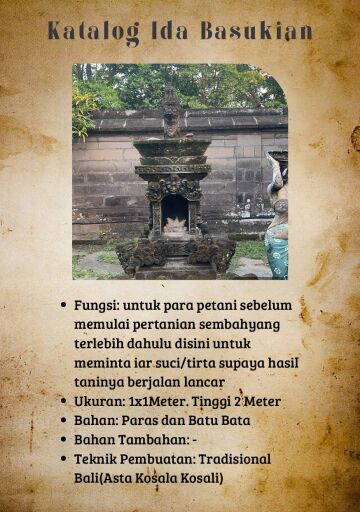 Katalog Ida Basukian
• Fungsi: untuk para petani sebelum
memulai pertanian sembahyang
terlebih dahulu disini untuk
meminta iar suci/tirta supaya hasil
taninya berjalan lancar
• Ukuran: 1x1Meter. Tinggi 2 Meter
• Bahan: Paras dan Batu Bata
• Bahan Tambahan: -
• Teknik Pembuatan: Tradisional
Bali(Asta Kosala Kosali)